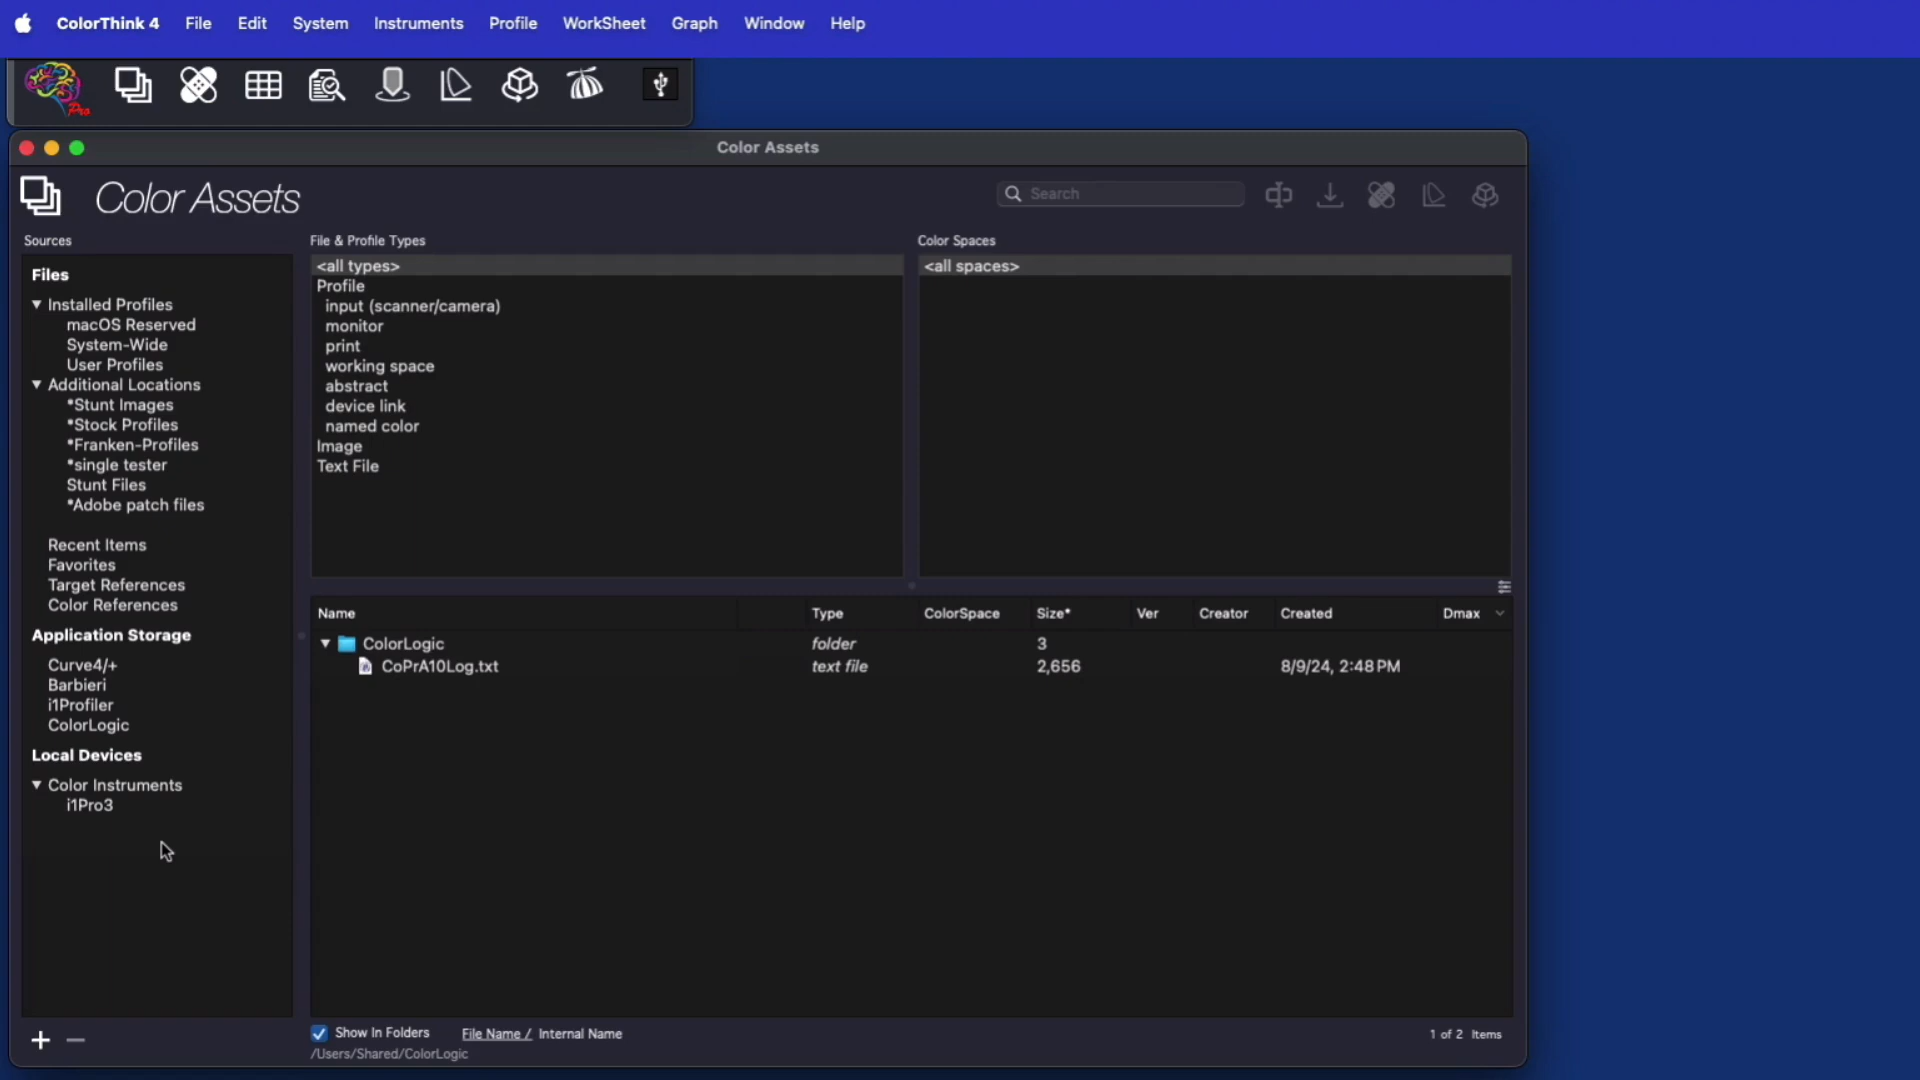 ColorThink 4 File Edit System Instruments Profile WorkSheet Graph Window Help
Pro
Color Assets
Color Assets
Search
Sources
File & Profile Types
Color Spaces
Files
Installed Profiles
macOS Reserved
System-Wide
User Profiles
Additional Locations
*Stunt Images
*Stock Profiles
*Franken-Profiles
*single tester
Stunt Files
*Adobe patch files
Recent Items
Favorites
Target References
Color References
Application Storage
Curve4/+
Barbieri
i1Profiler
ColorLogic
Local Devices
Color Instruments
i1Pro3
<all types>
Profile
input (scanner/camera)
monitor
print
working space
abstract
device link
named color
Image
Text File
<all spaces>
Name Type ColorSpace Size* Ver Creator Created Dmax
ColorLogic folder 3
CoPrA10Log.txt text file 2,656 8/9/24, 2:48 PM
Show In Folders File Name / Internal Name 1 of 2 Items
/Users/Shared/ColorLogic